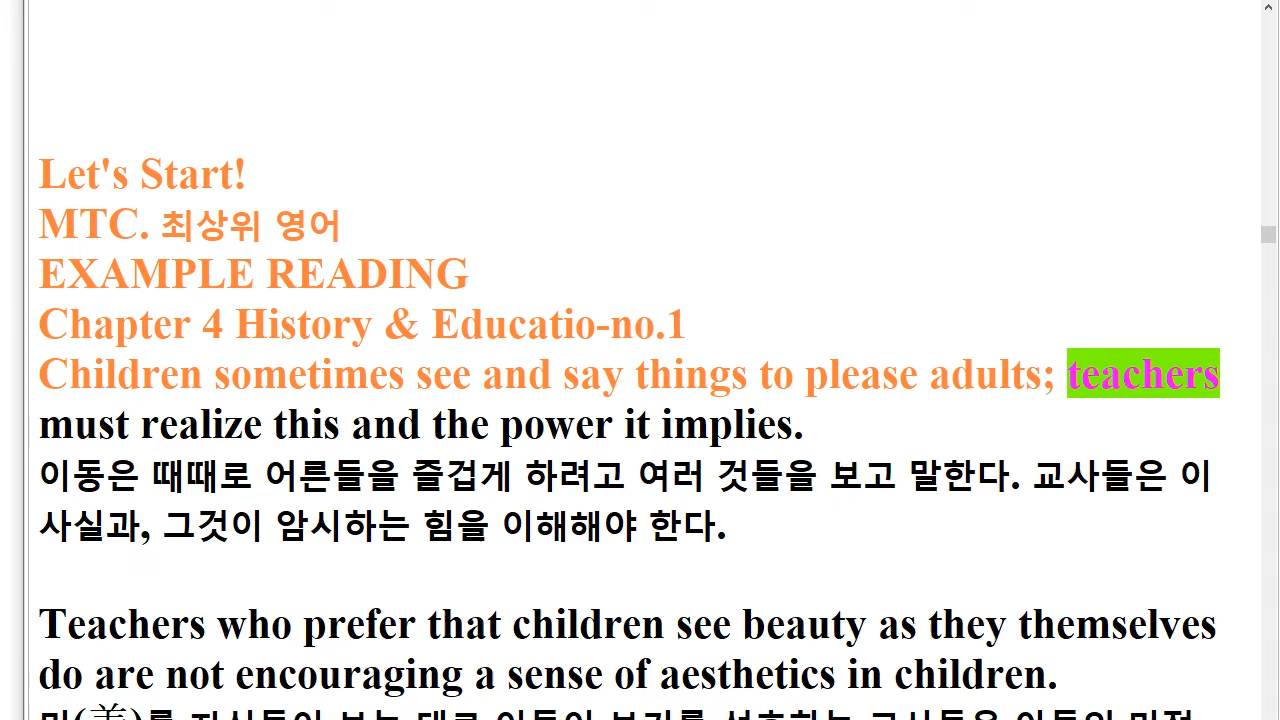 Let's Start!
MTC. 최상위 영어
EXAMPLE READING
Chapter 4 History & Educatio-no.1
Children sometimes see and say things to please adults; teachers
must realize this and the power it implies.
이동은 때때로 어른들을 즐겁게 하려고 여러 것들을 보고 말한다. 교사들은 이
사실과, 그것이 암시하는 힘을 이해해야 한다.
Teachers who prefer that children see beauty as they themselves
do are not encouraging a sense of aesthetics in children.